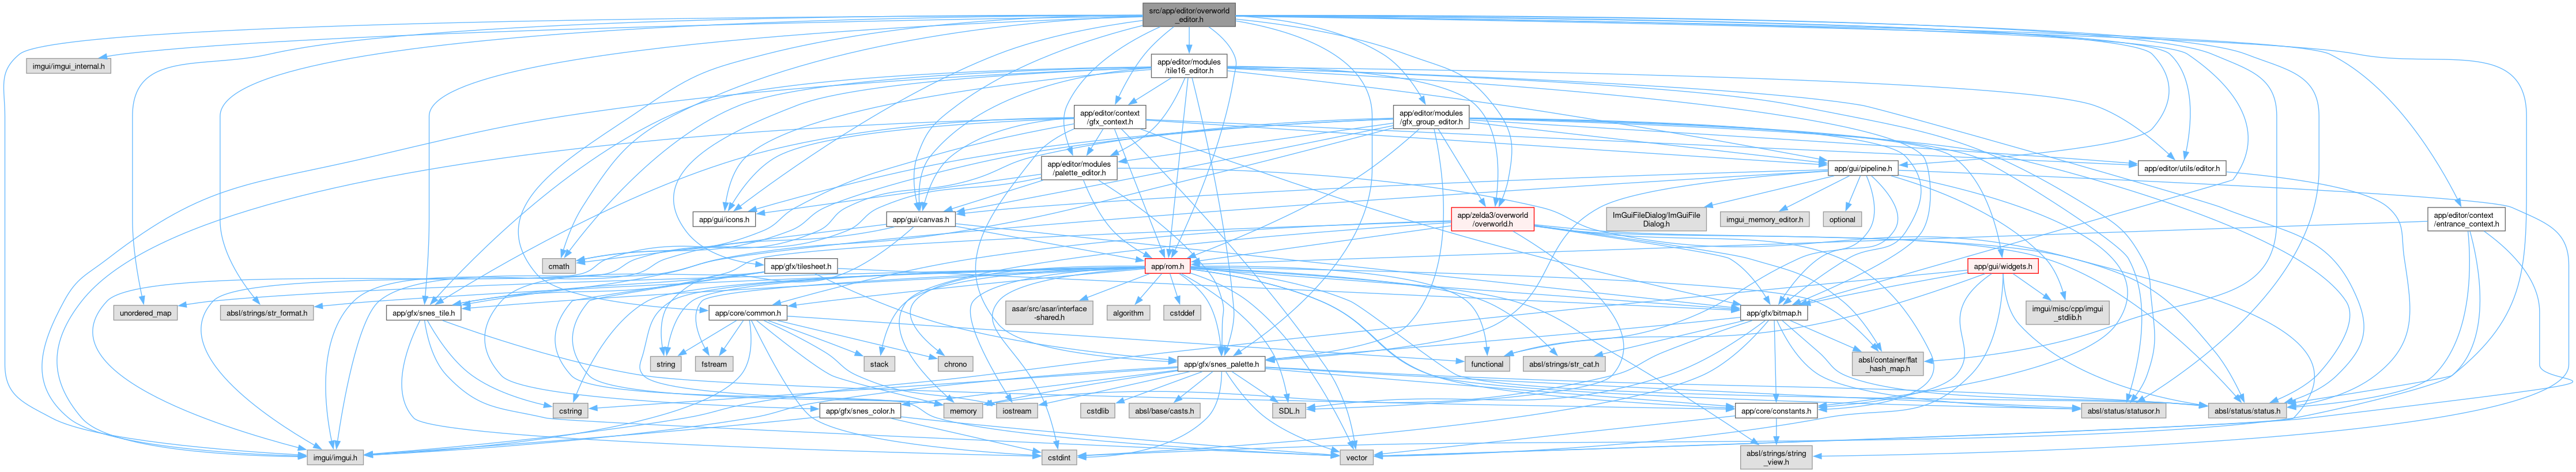 src/app/editor/overworld
_editor.h
imgui/imgui_internal.h
app/editor/modules
/tile16_editor.h
app/editor/context
/gfx_context.h
app/editor/modules
/gfx_group_editor.h
app/editor/modules
/palette_editor.h
app/gui/pipeline.h
app/editor/utils/editor.h
app/gui/icons.h
app/gui/canvas.h
app/zelda3/overworld
/overworld.h
ImGuiFileDialog/ImGuiFile
Dialog.h
imgui_memory_editor.h
optional
app/editor/context
/entrance_context.h
cmath
app/gfx/tilesheet.h
app/rom.h
app/gui/widgets.h
unordered_map
absl/strings/str_format.h
app/gfx/snes_tile.h
app/core/common.h
asar/src/asar/interface
-shared.h
algorithm
cstddef
app/gfx/bitmap.h
imgui/misc/cpp/imgui
_stdlib.h
string
fstream
stack
chrono
app/gfx/snes_palette.h
functional
absl/strings/str_cat.h
absl/container/flat
_hash_map.h
cstring
app/gfx/snes_color.h
memory
iostream
cstdlib
absl/base/casts.h
SDL.h
app/core/constants.h
absl/status/statusor.h
absl/status/status.h
imgui/imgui.h
cstdint
vector
absl/strings/string
_view.h